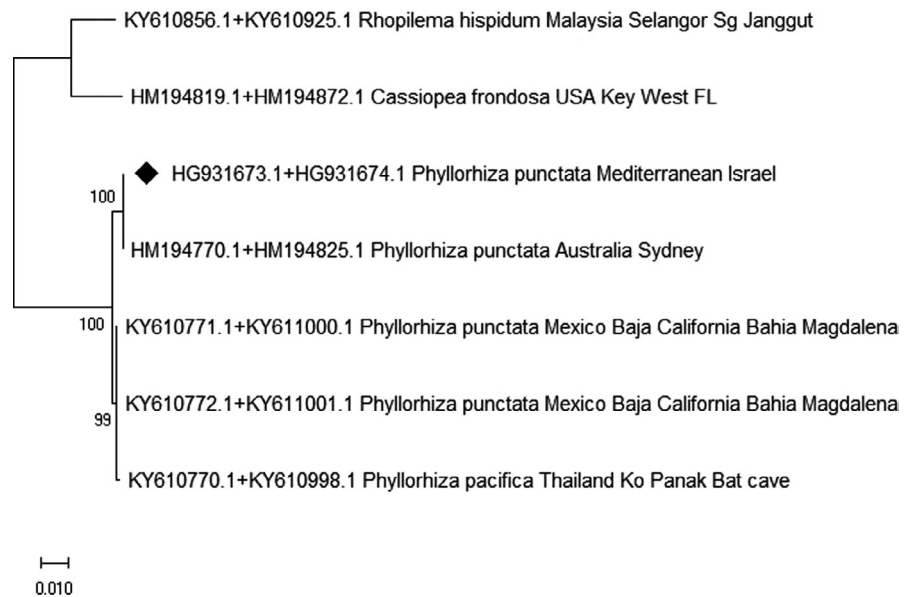 KY610856.1+KY610925.1 Rhopilema hispidum Malaysia Selangor Sg Janggut
HM194819.1+HM194872.1 Cassiopea frondosa USA Key West FL
HG931673.1+HG931674.1 Phyllorhiza punctata Mediterranean Israel
100
HM194770.1+HM194825.1 Phyllorhiza punctata Australia Sydney
100
KY610771.1+KY611000.1 Phyllorhiza punctata Mexico Baja California Bahia Magdalena
KY610772.1+KY611001.1 Phyllorhiza punctata Mexico Baja California Bahia Magdalena
99
KY610770.1+KY610998.1 Phyllorhiza pacifica Thailand Ko Panak Bat cave
0.010